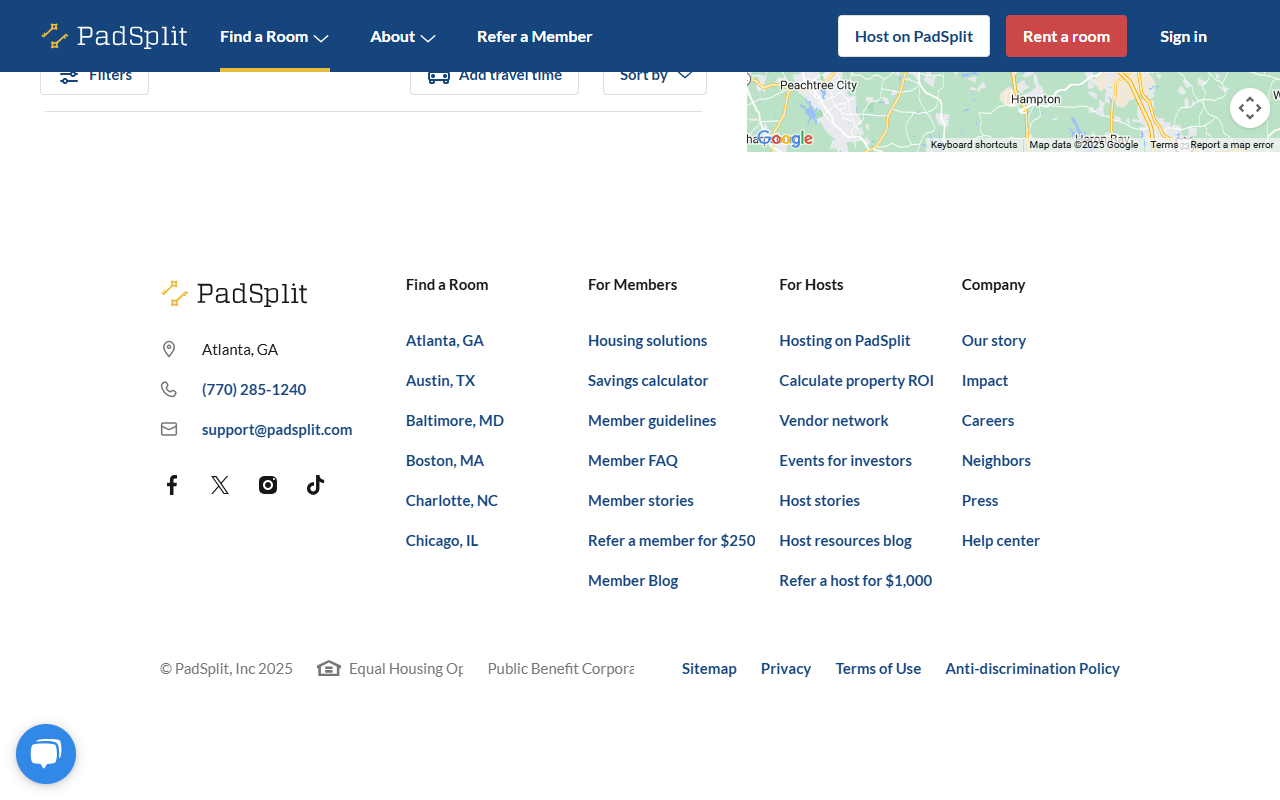 PadSplit
Find a Room
About
Refer a Member
Host on PadSplit
Rent a room
Sign in
Filters
Add travel time
Sort by
Peachtree City
Hampton
Google
Keyboard shortcuts
Map data ©2025 Google
Terms
Report a map error
PadSplit
Atlanta, GA
(770) 285-1240
support@padsplit.com
Find a Room
Atlanta, GA
Austin, TX
Baltimore, MD
Boston, MA
Charlotte, NC
Chicago, IL
For Members
Housing solutions
Savings calculator
Member guidelines
Member FAQ
Member stories
Refer a member for $250
Member Blog
For Hosts
Hosting on PadSplit
Calculate property ROI
Vendor network
Events for investors
Host stories
Host resources blog
Refer a host for $1,000
Company
Our story
Impact
Careers
Neighbors
Press
Help center
© PadSplit, Inc 2025
Equal Housing Op
Public Benefit Corpora
Sitemap
Privacy
Terms of Use
Anti-discrimination Policy